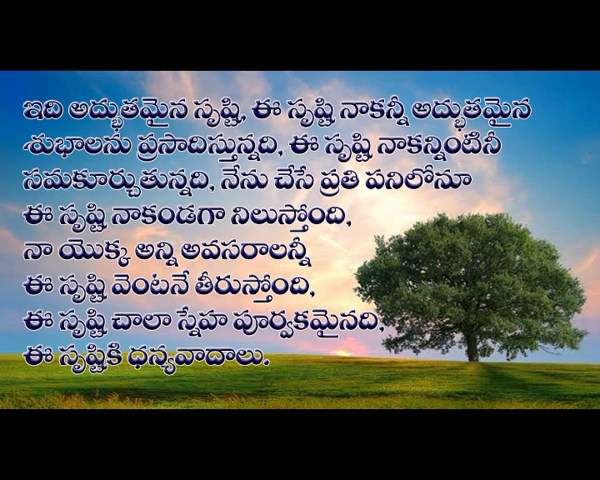 ఇది అద్భుతమైన సృష్టి, ఈ సృష్టి నాకన్నీ అద్భుతమైన
శుభాలను ప్రసాదిస్తున్నది, ఈ సృష్టి నాకన్నింటినీ
సమకూర్చుతున్నది, నేను చేసే ప్రతి పనిలోనూ
ఈ సృష్టి నాకండగా నిలుస్తోంది,
నా యొక్క అన్ని అవసరాలన్నీ
ఈ సృష్టి వెంటనే తీరుస్తోంది,
ఈ సృష్టి చాలా స్నేహ పూర్వకమైనది,
ఈ సృష్టికి ధన్యవాదాలు.